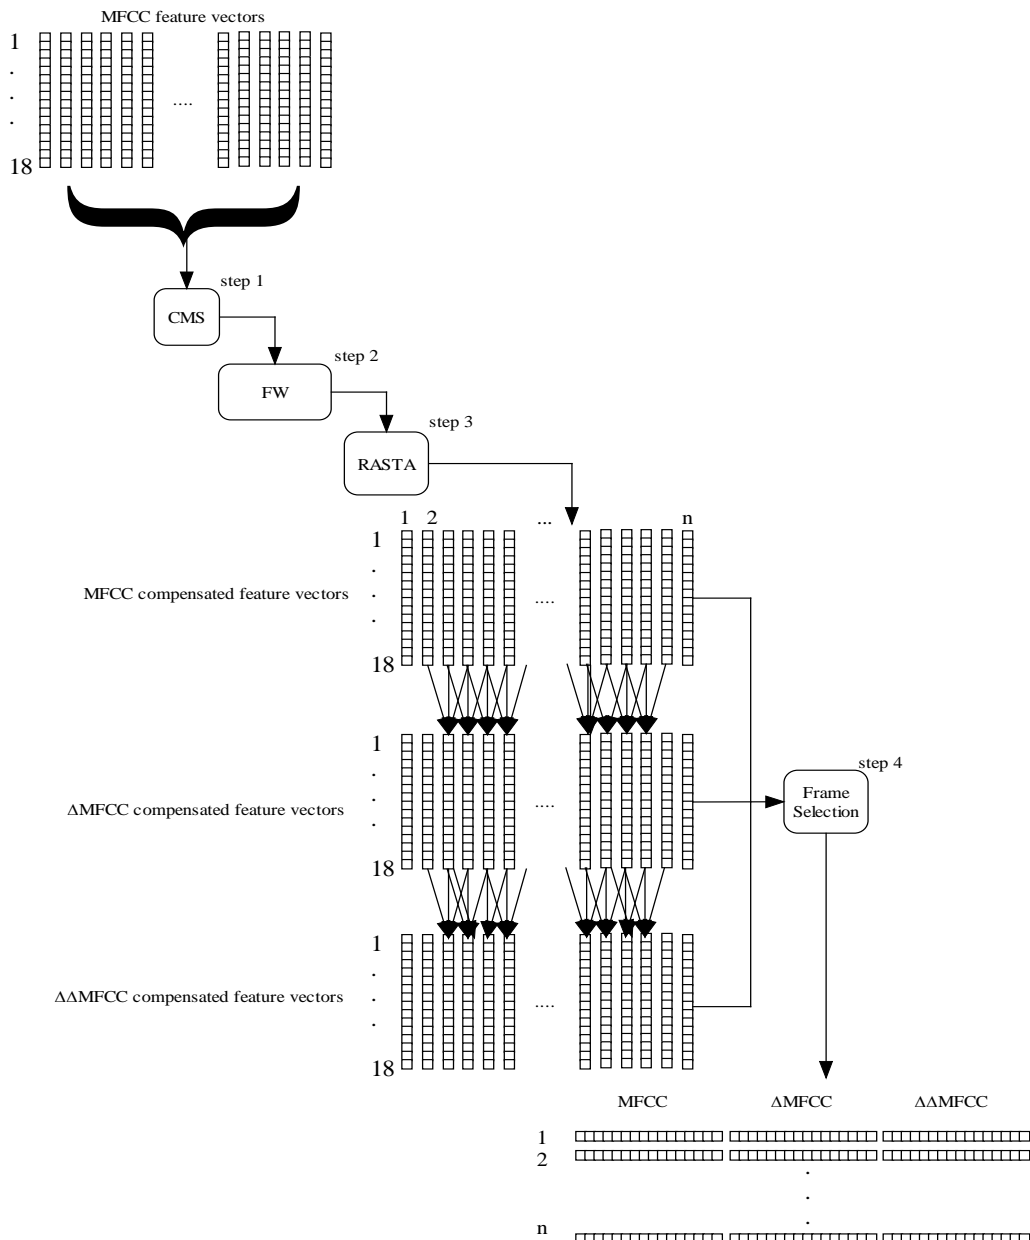 MFCC feature vectors
1
.
.
.
18
....
step 1
CMS
step 2
FW
step 3
RASTA
1 2 ... n
1
.
.
.
18
MFCC compensated feature vectors
....
1
.
.
.
18
ΔMFCC compensated feature vectors
....
step 4
Frame
Selection
1
.
.
.
18
ΔΔMFCC compensated feature vectors
....
MFCC ΔMFCC ΔΔMFCC
1
2
.
.
.
n